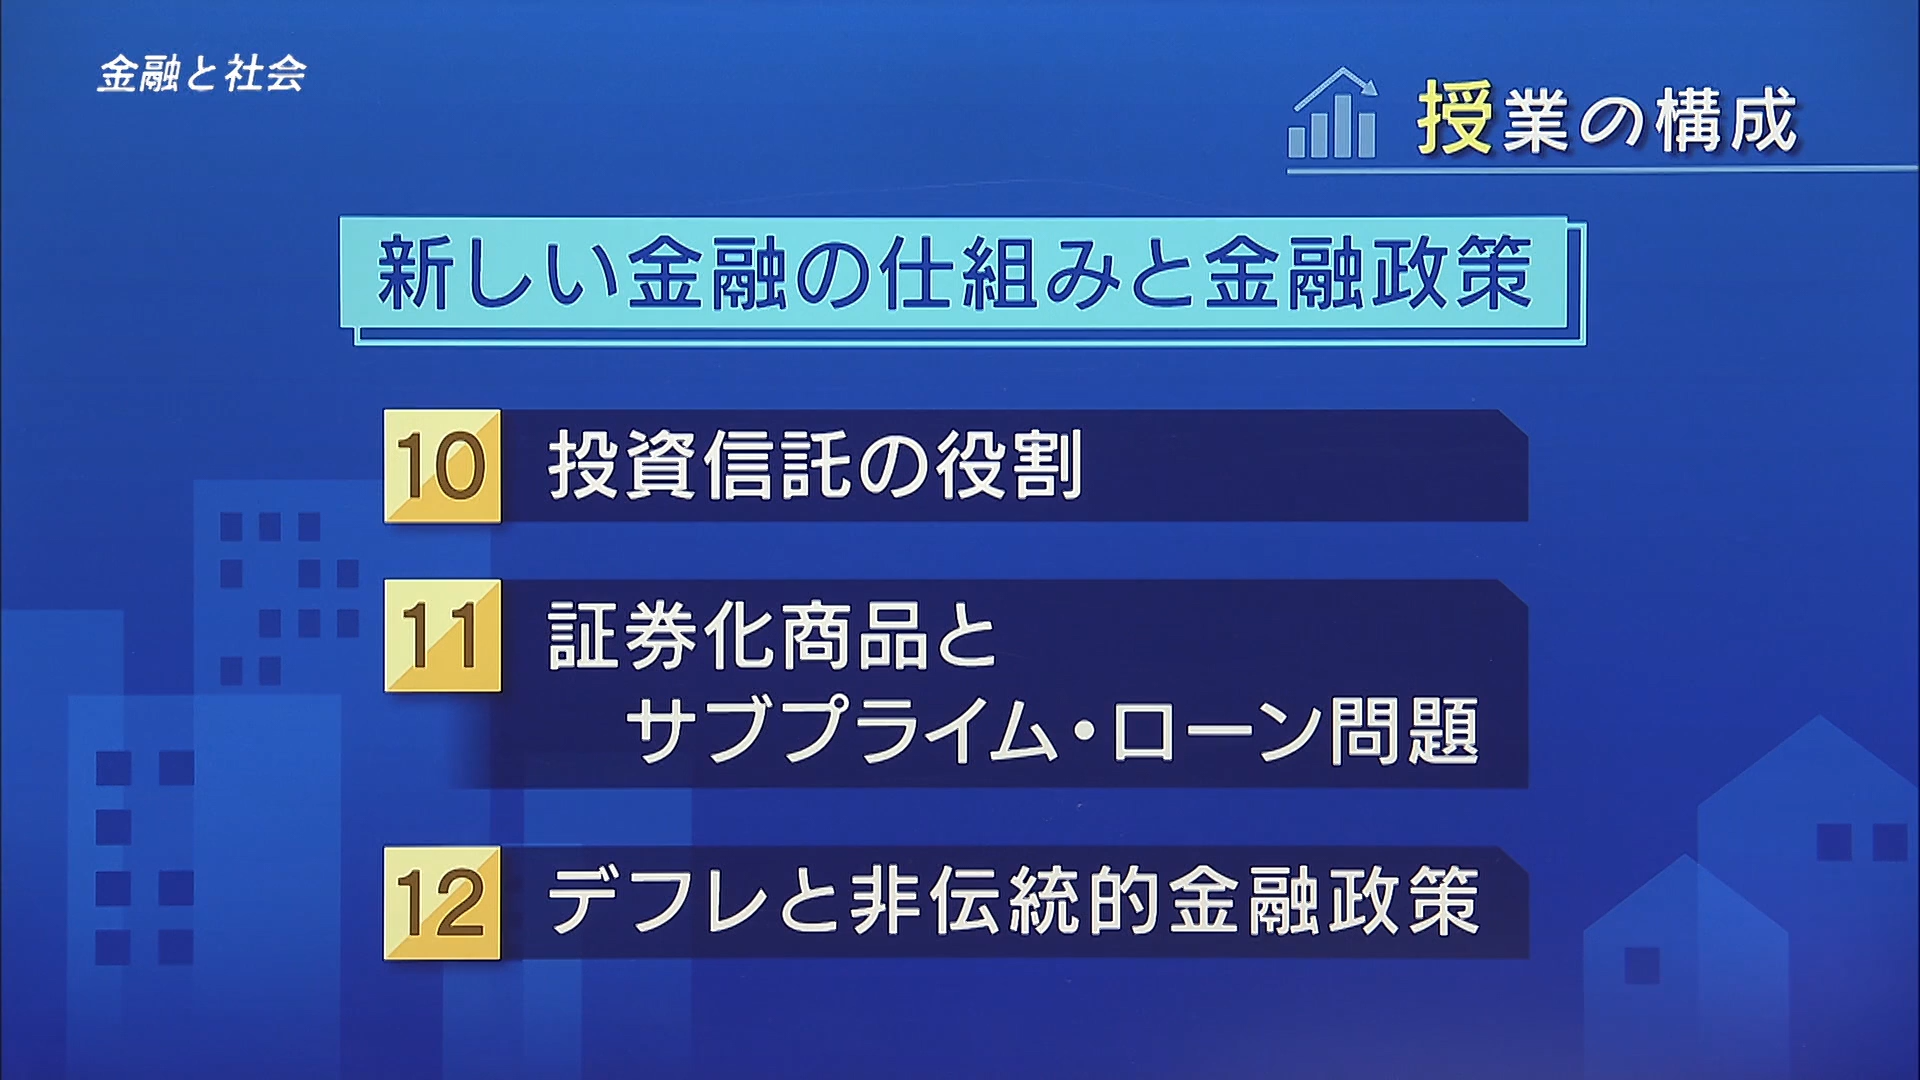 金融と社会
授業の構成
新しい金融の仕組みと金融政策
10 投資信託の役割
11 証券化商品と
サブプライム・ローン問題
12 デフレと非伝統的金融政策